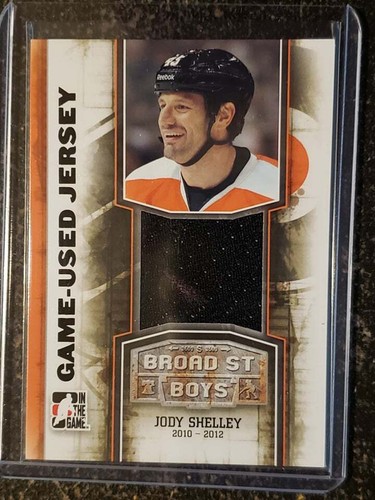 GAME-USED JERSEY
Reebok
BROAD ST
BOYS
IN
THE
GAME
JODY SHELLEY
2010 - 2012